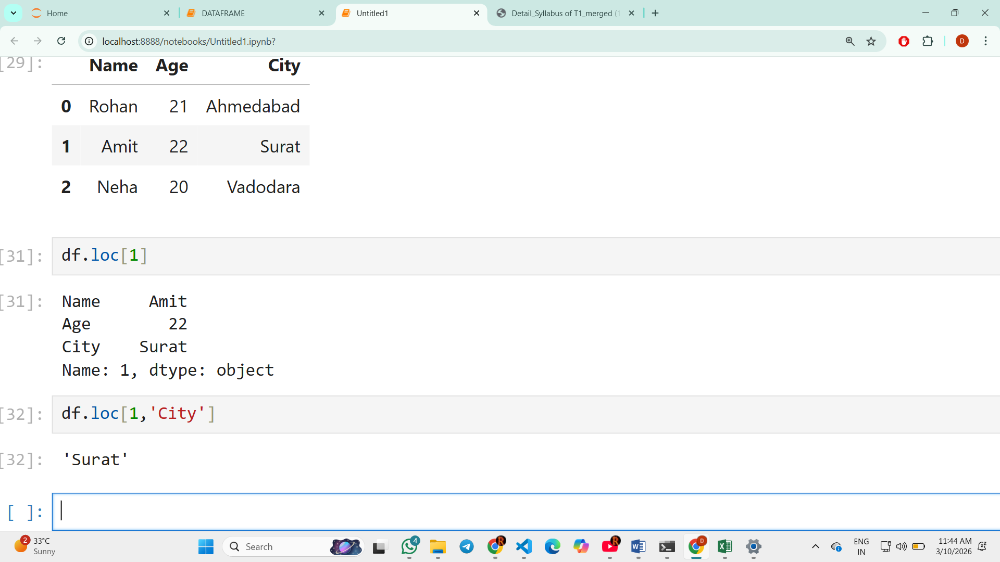 Home
DATAFRAME
Untitled1
Detail_Syllabus of T1_merged (1
localhost:8888/notebooks/Untitled1.ipynb?
D
[29]:
Name Age City
0 Rohan 21 Ahmedabad
1 Amit 22 Surat
2 Neha 20 Vadodara
[31]: df.loc[1]
[31]: Name Amit
Age 22
City Surat
Name: 1, dtype: object
[32]: df.loc[1,'City']
[32]: 'Surat'
[ ]:
2
33°C
Sunny
Search
4
R
R
D
ENG
IN
11:44 AM
3/10/2026